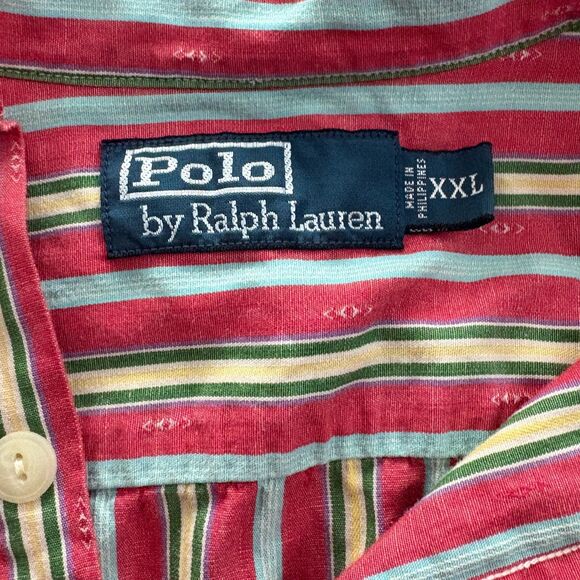 Polo
by Ralph Lauren
MADE IN
PHILIPPINES
XXL